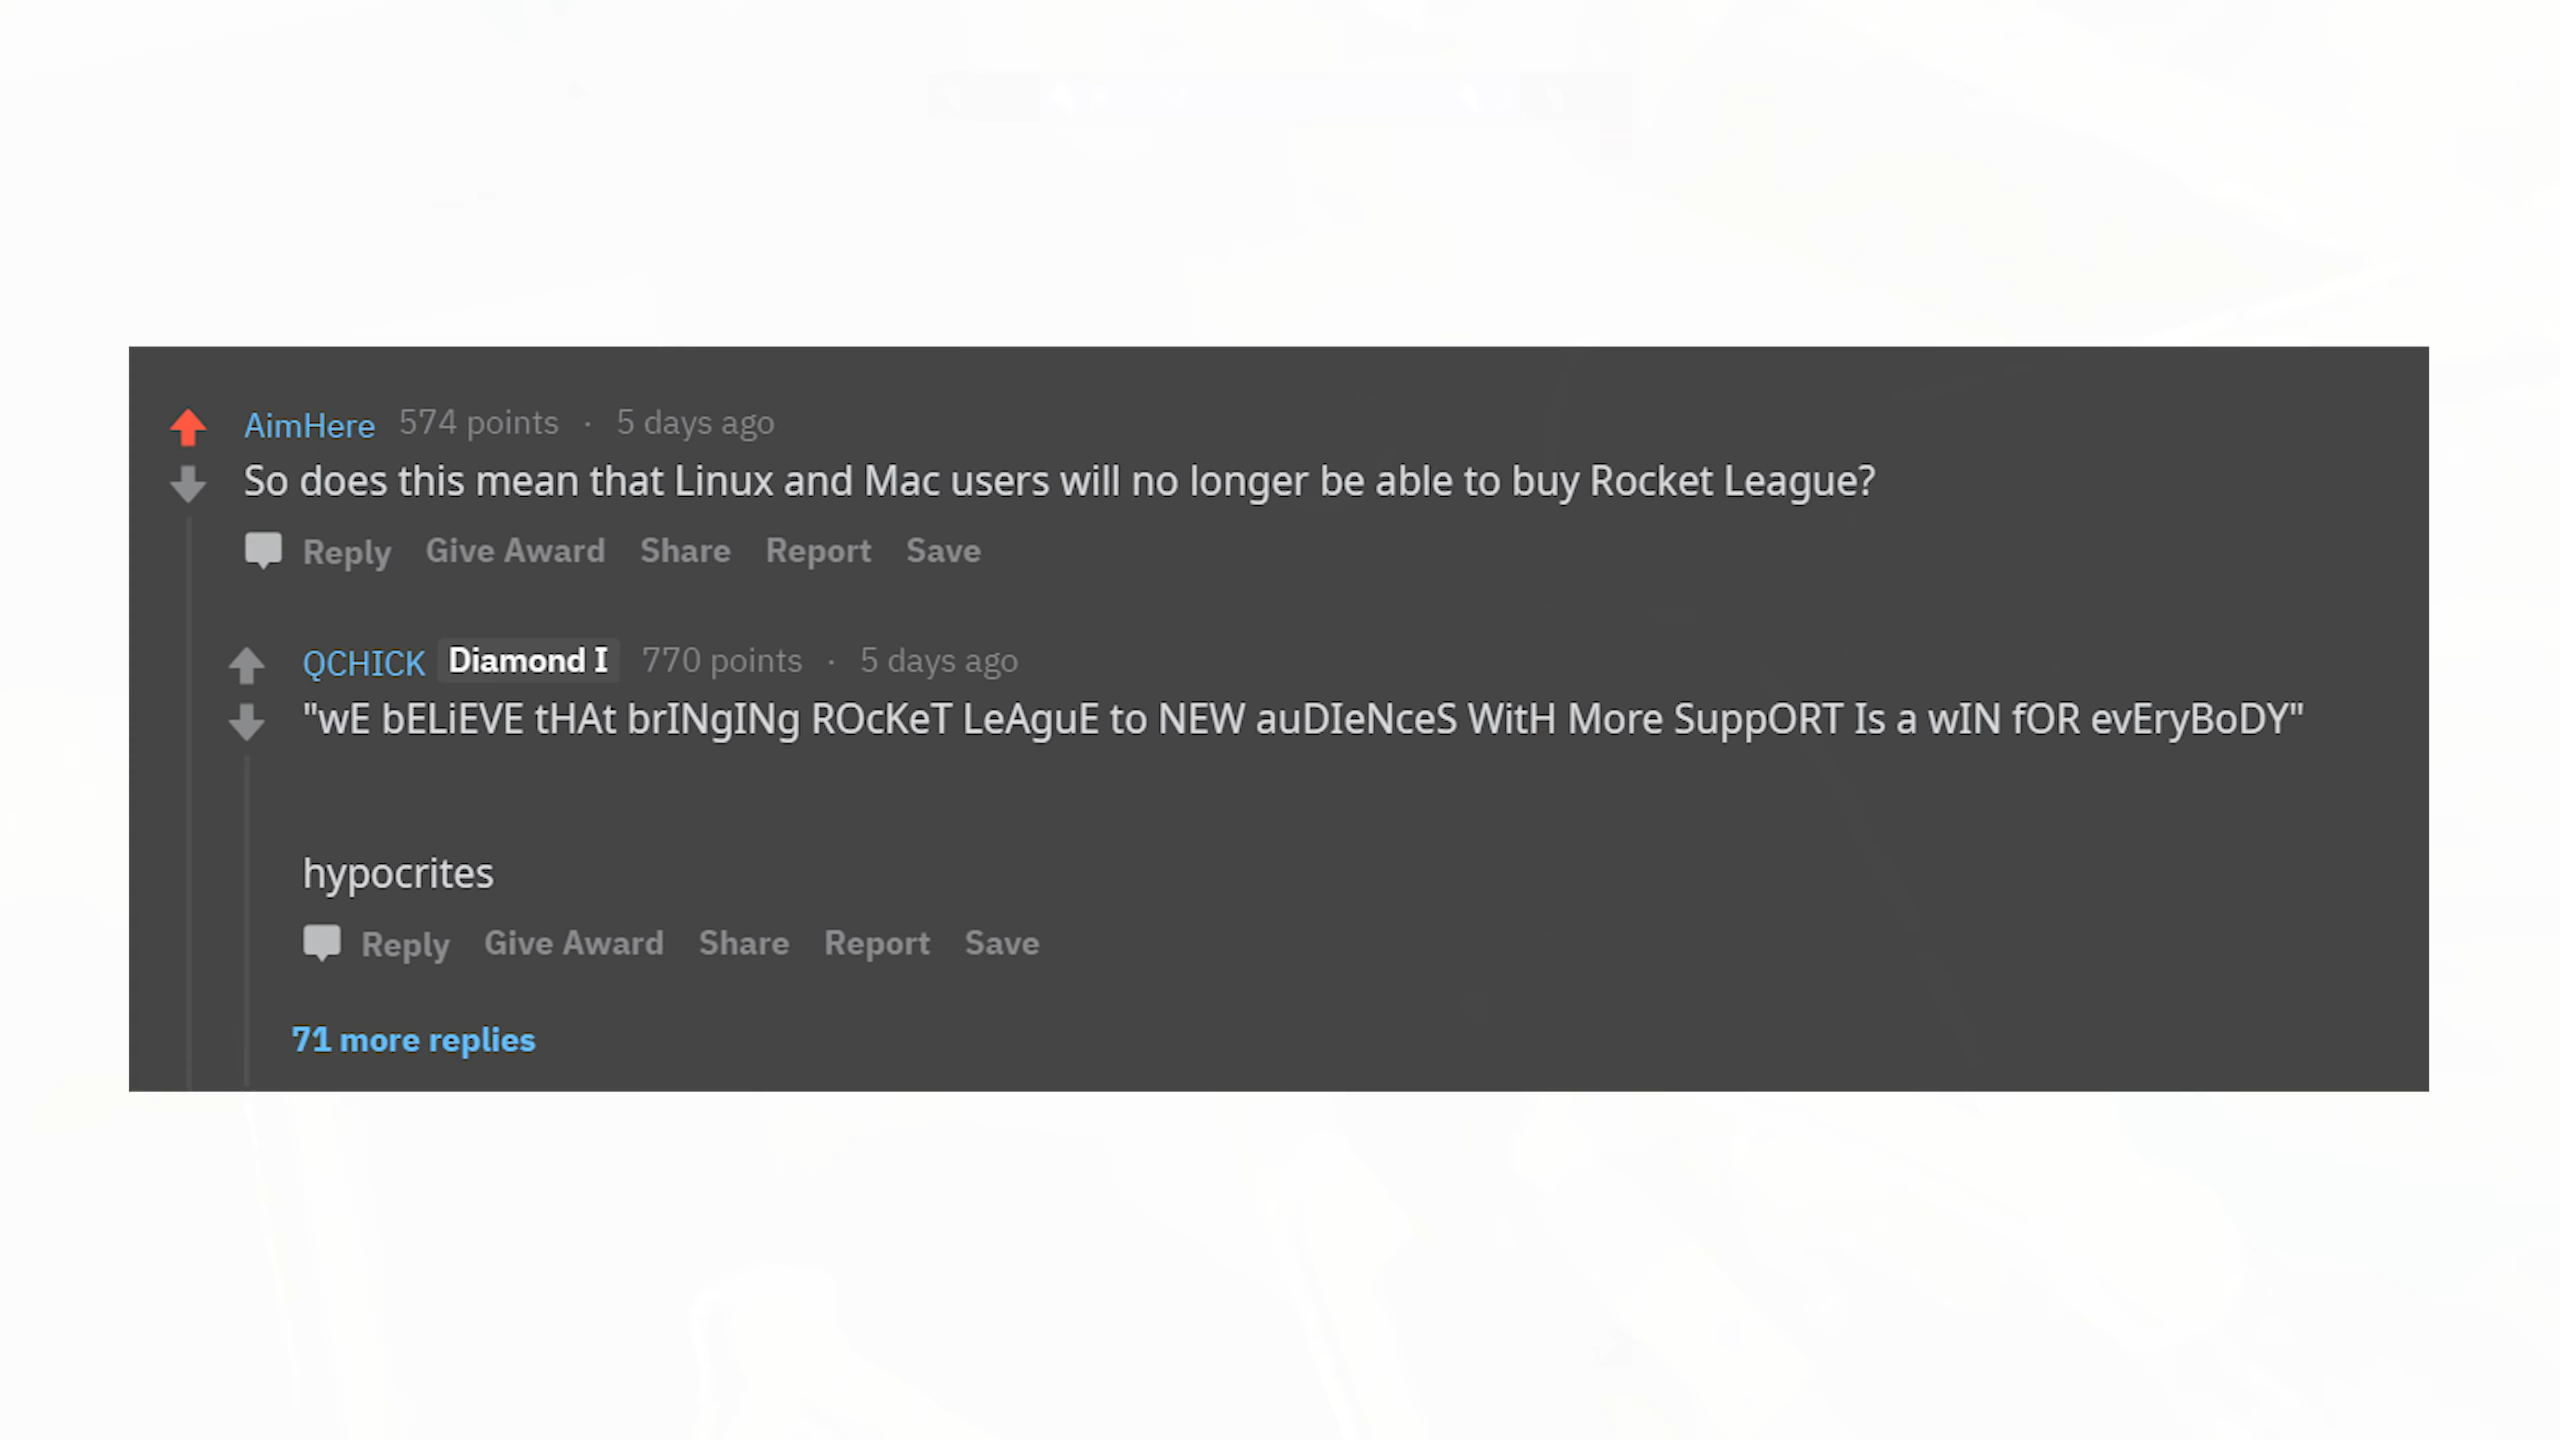 AimHere 574 points · 5 days ago
So does this mean that Linux and Mac users will no longer be able to buy Rocket League?
Reply Give Award Share Report Save
QCHICK Diamond I 770 points · 5 days ago
"wE bELiEVE tHAt brINgINg ROcKeT LeAguE to NEW auDIeNceS WitH More SuppORT Is a wIN fOR evEryBoDY"
hypocrites
Reply Give Award Share Report Save
71 more replies